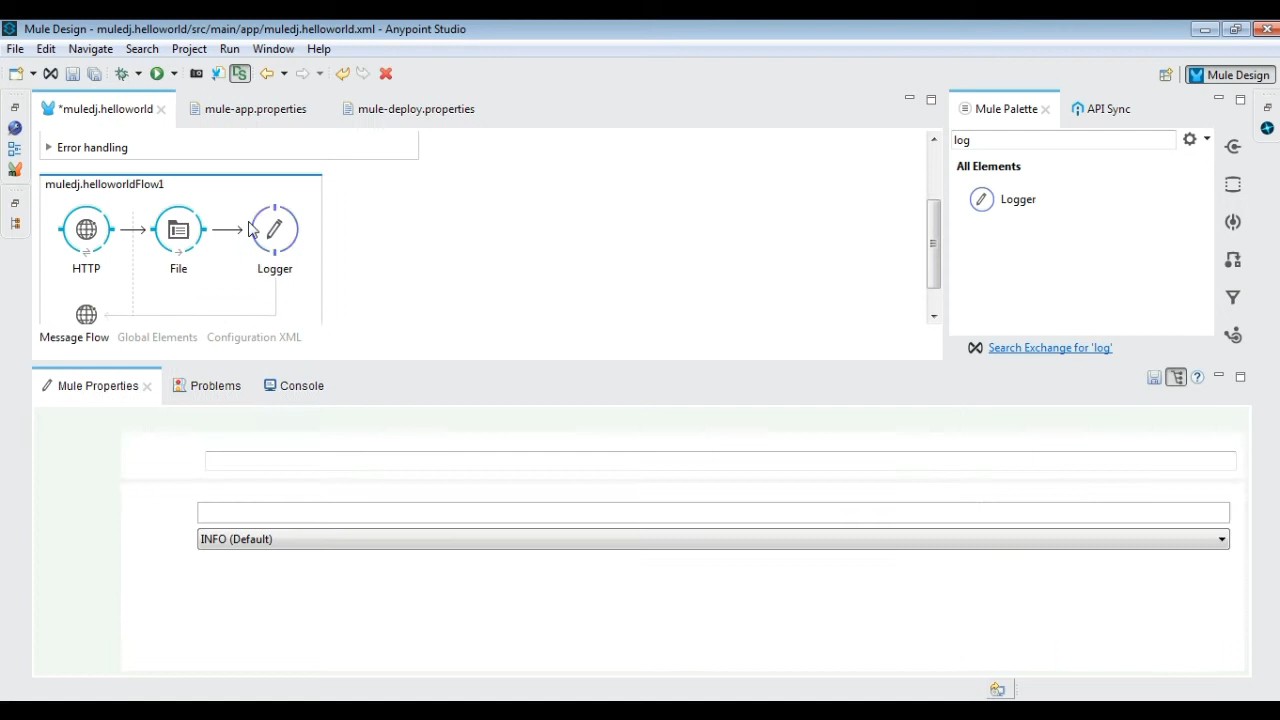 Mule Design - muledj.helloworld/src/main/app/muledj.helloworld.xml - Anypoint Studio
File Edit Navigate Search Project Run Window Help
Mule Design
*muledj.helloworld mule-app.properties mule-deploy.properties
Mule Palette API Sync
log
Error handling
All Elements
muledj.helloworldFlow1
Logger
HTTP File Logger
Message Flow Global Elements Configuration XML
Search Exchange for 'log'
Mule Properties Problems Console
INFO (Default)